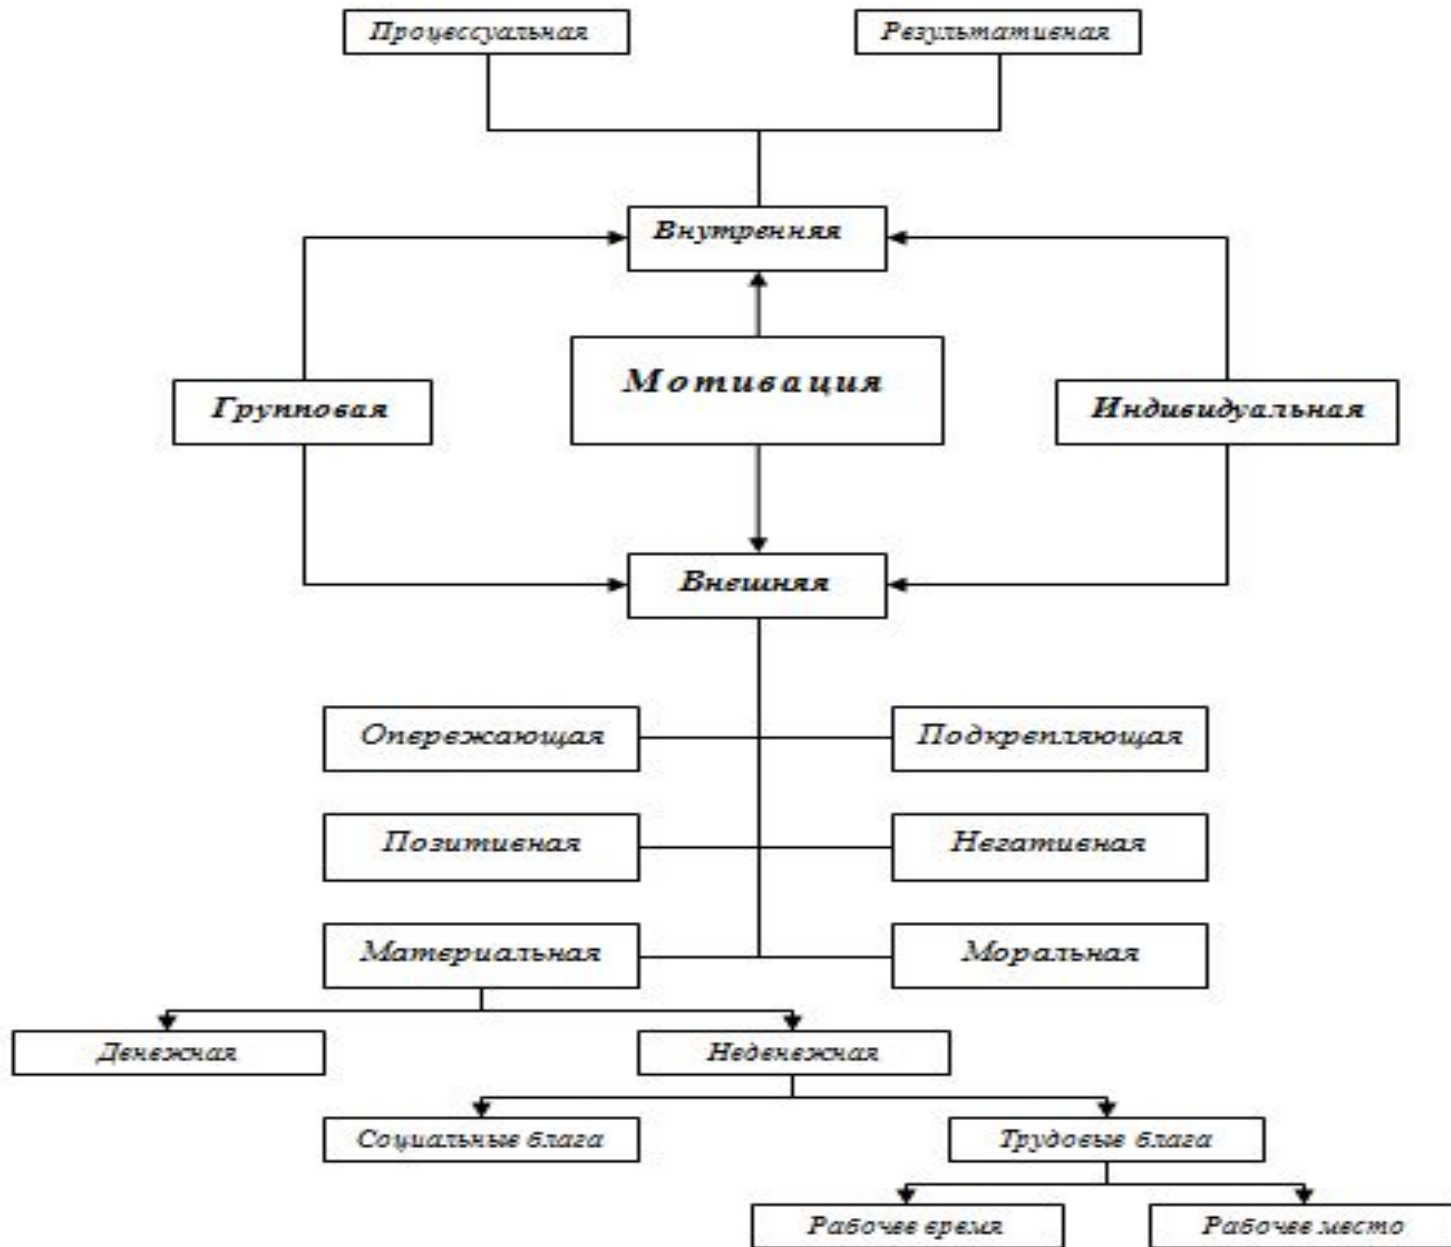 Процессуальная
Результативная
Внутренняя
Мотивация
Групповая
Индивидуальная
Внешняя
Опережающая
Подкрепляющая
Позитивная
Негативная
Материальная
Моральная
Денежная
Неденежная
Социальные блага
Трудовые блага
Рабочее время
Рабочее место